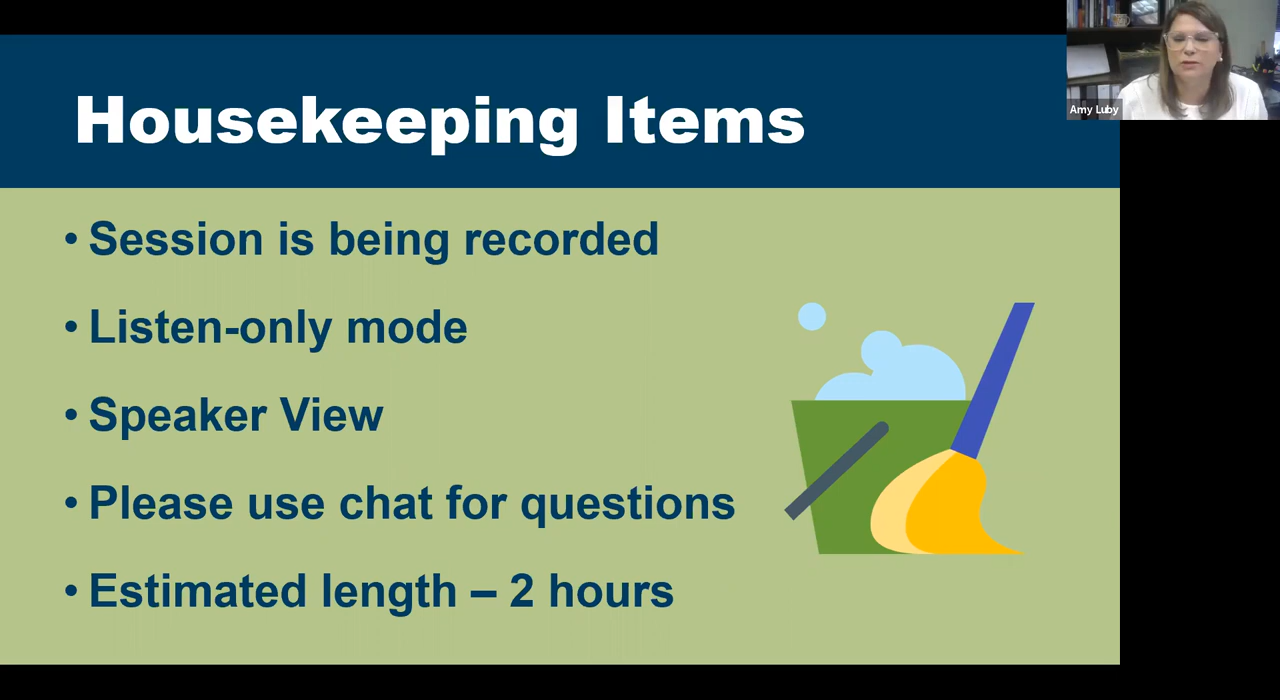 Housekeeping Items
• Session is being recorded
• Listen-only mode
• Speaker View
• Please use chat for questions
• Estimated length – 2 hours
Amy Luby